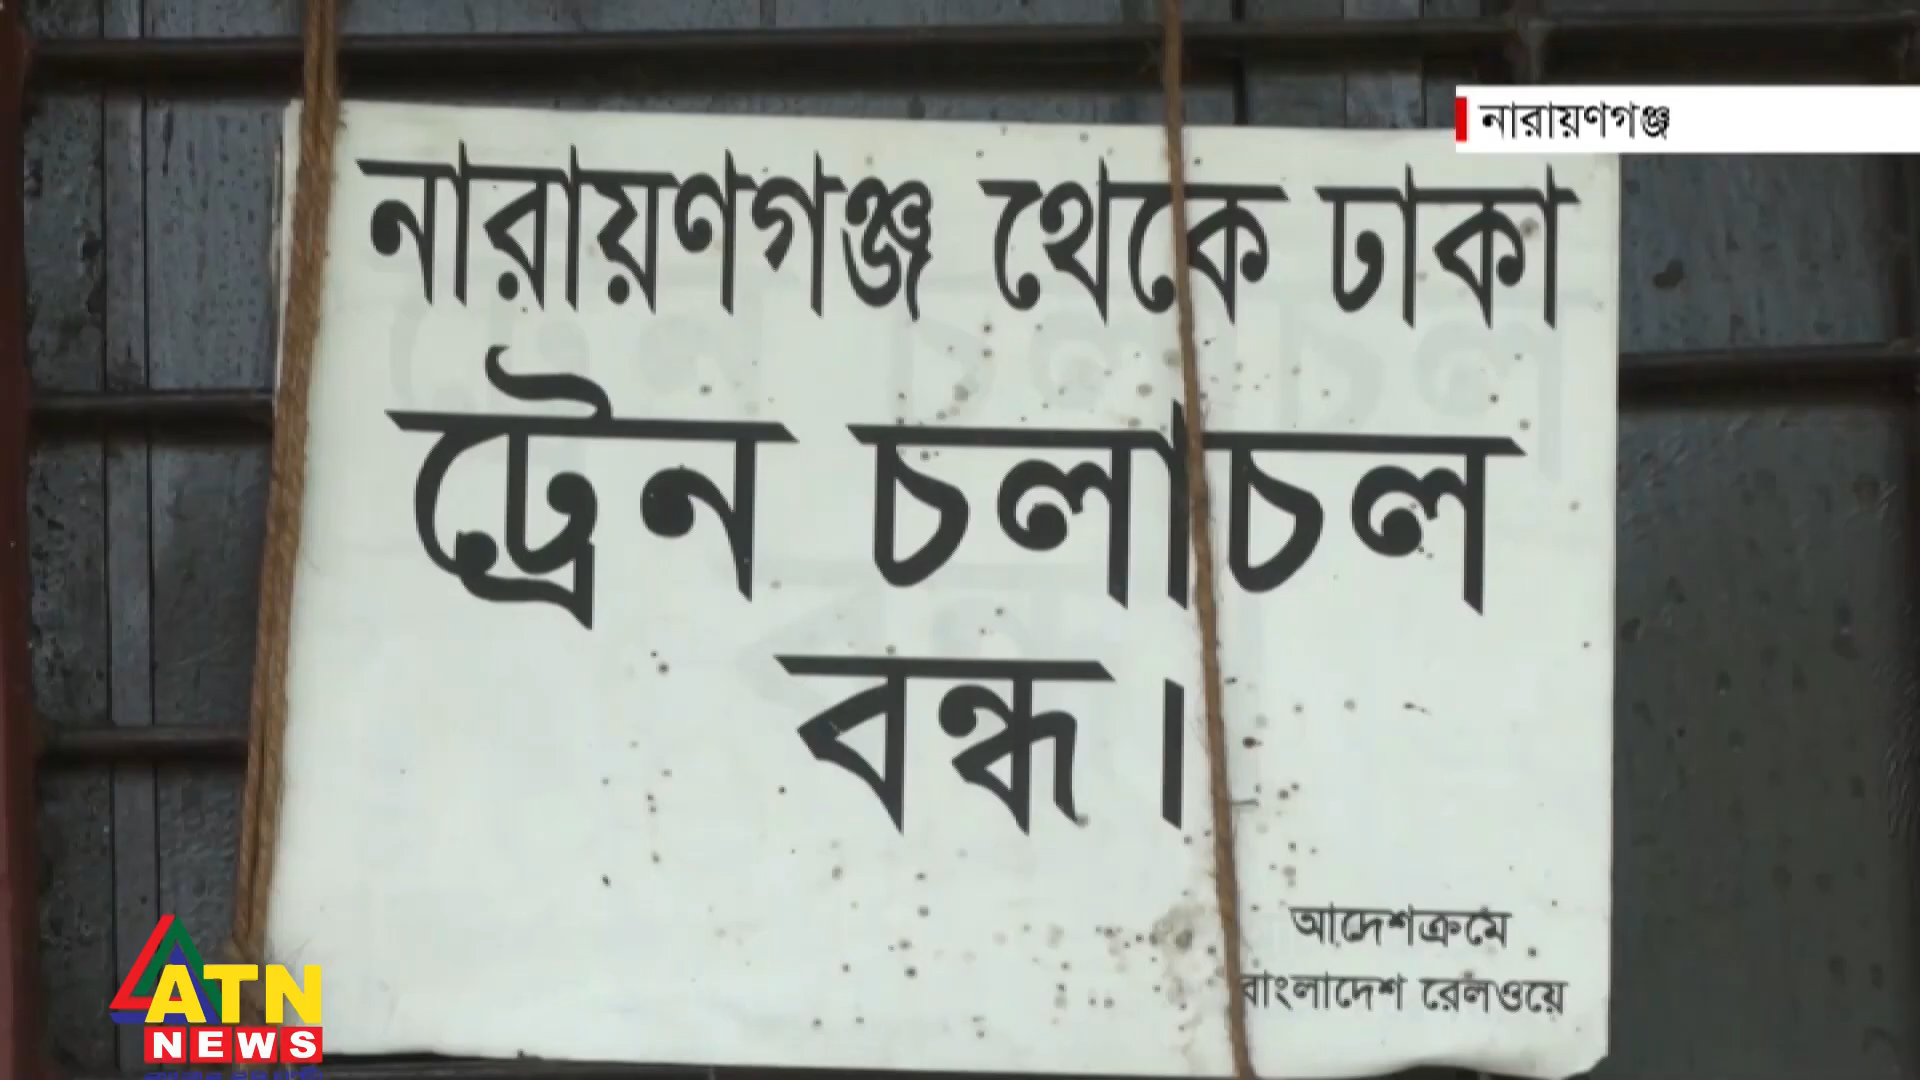 নারায়ণগঞ্জ
নারায়ণগঞ্জ থেকে ঢাকা
ট্রেন চলাচল
বন্ধ।
আদেশক্রমে
বাংলাদেশ রেলওয়ে
ATN
NEWS